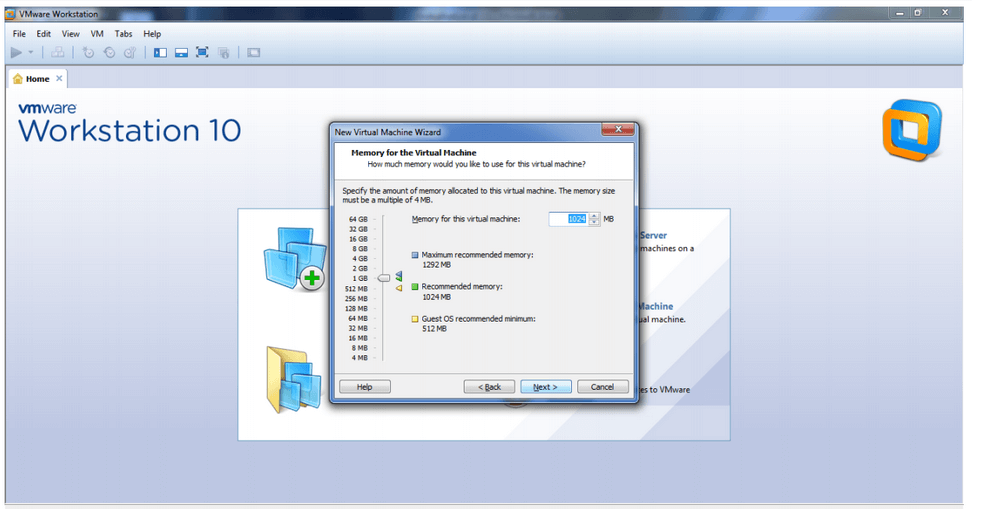 VMware Workstation
File Edit View VM Tabs Help
Home
vmware
Workstation 10
New Virtual Machine Wizard
Memory for the Virtual Machine
How much memory would you like to use for this virtual machine?
Specify the amount of memory allocated to this virtual machine. The memory size
must be a multiple of 4 MB.
64 GB
32 GB
16 GB
8 GB
4 GB
2 GB
1 GB
512 MB
256 MB
128 MB
64 MB
32 MB
16 MB
8 MB
4 MB
Memory for this virtual machine: 1024 MB
Maximum recommended memory:
1292 MB
Recommended memory:
1024 MB
Guest OS recommended minimum:
512 MB
Help < Back Next > Cancel
Server
machines on a
Machine
machine.
to VMware